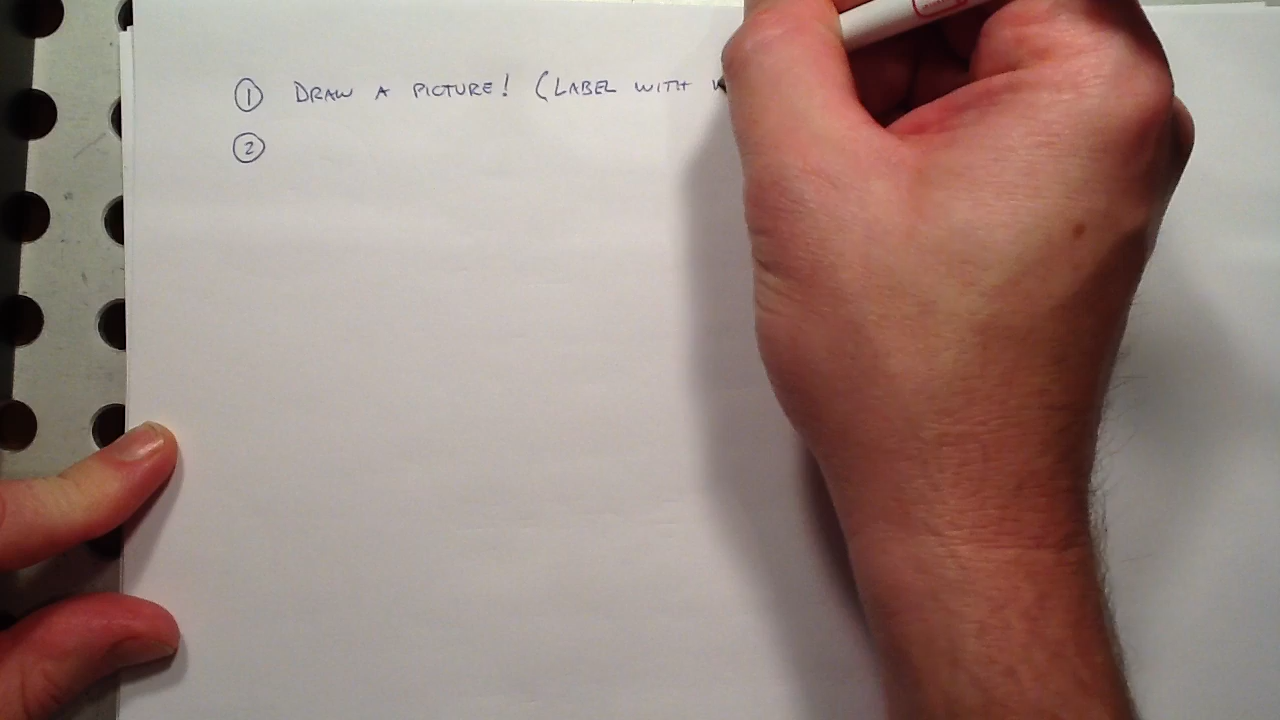 ① DRAW A PICTURE! (LABEL WITH
②